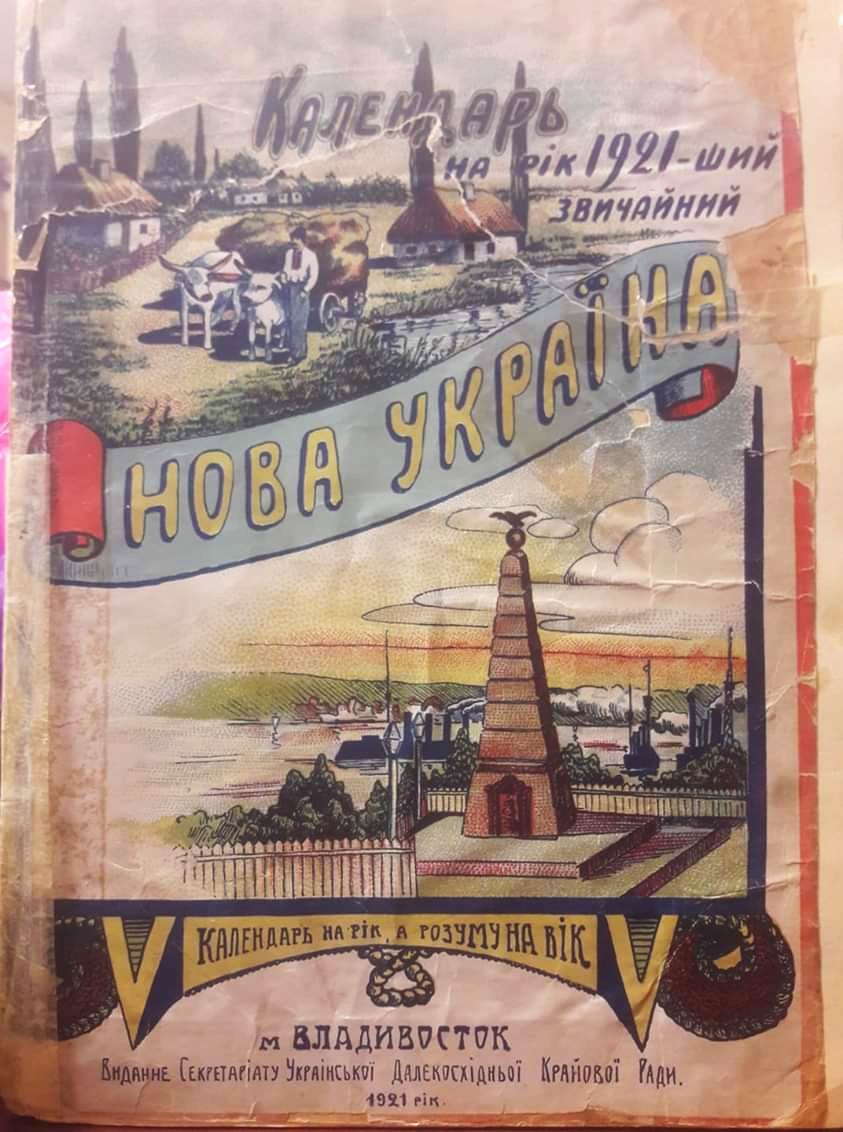 Календарь
на рік 1921-ший
звичайний
НОВА УКРАЇНА
Календарь на рік, а розуму на вік
м ВЛАДИВОСТОК
Виданне Секретаріату Української Далекосхідньої Крайової Ради.
1921 рік.